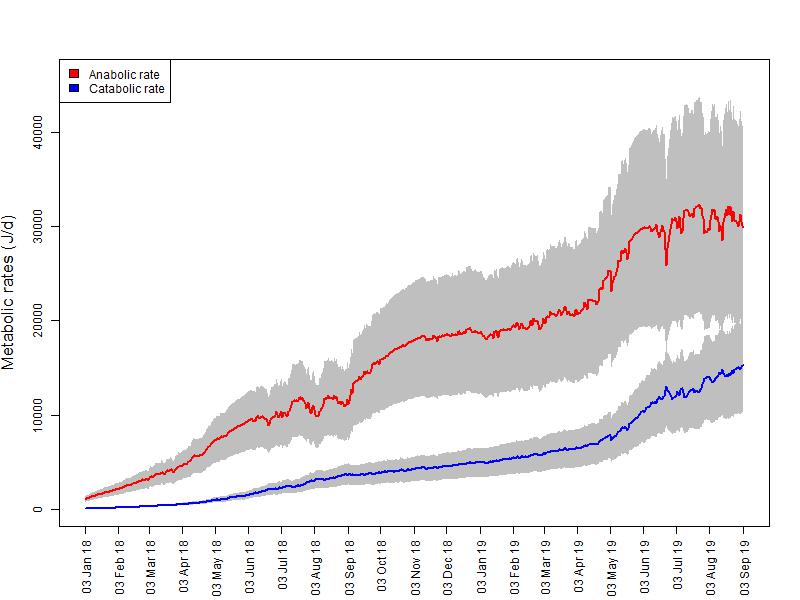 Anabolic rate
Catabolic rate
Metabolic rates (J/d)
40000
30000
20000
10000
0
03 Jan 18
03 Feb 18
03 Mar 18
03 Apr 18
03 May 18
03 Jun 18
03 Jul 18
03 Aug 18
03 Sep 18
03 Oct 18
03 Nov 18
03 Dec 18
03 Jan 19
03 Feb 19
03 Mar 19
03 Apr 19
03 May 19
03 Jun 19
03 Jul 19
03 Aug 19
03 Sep 19